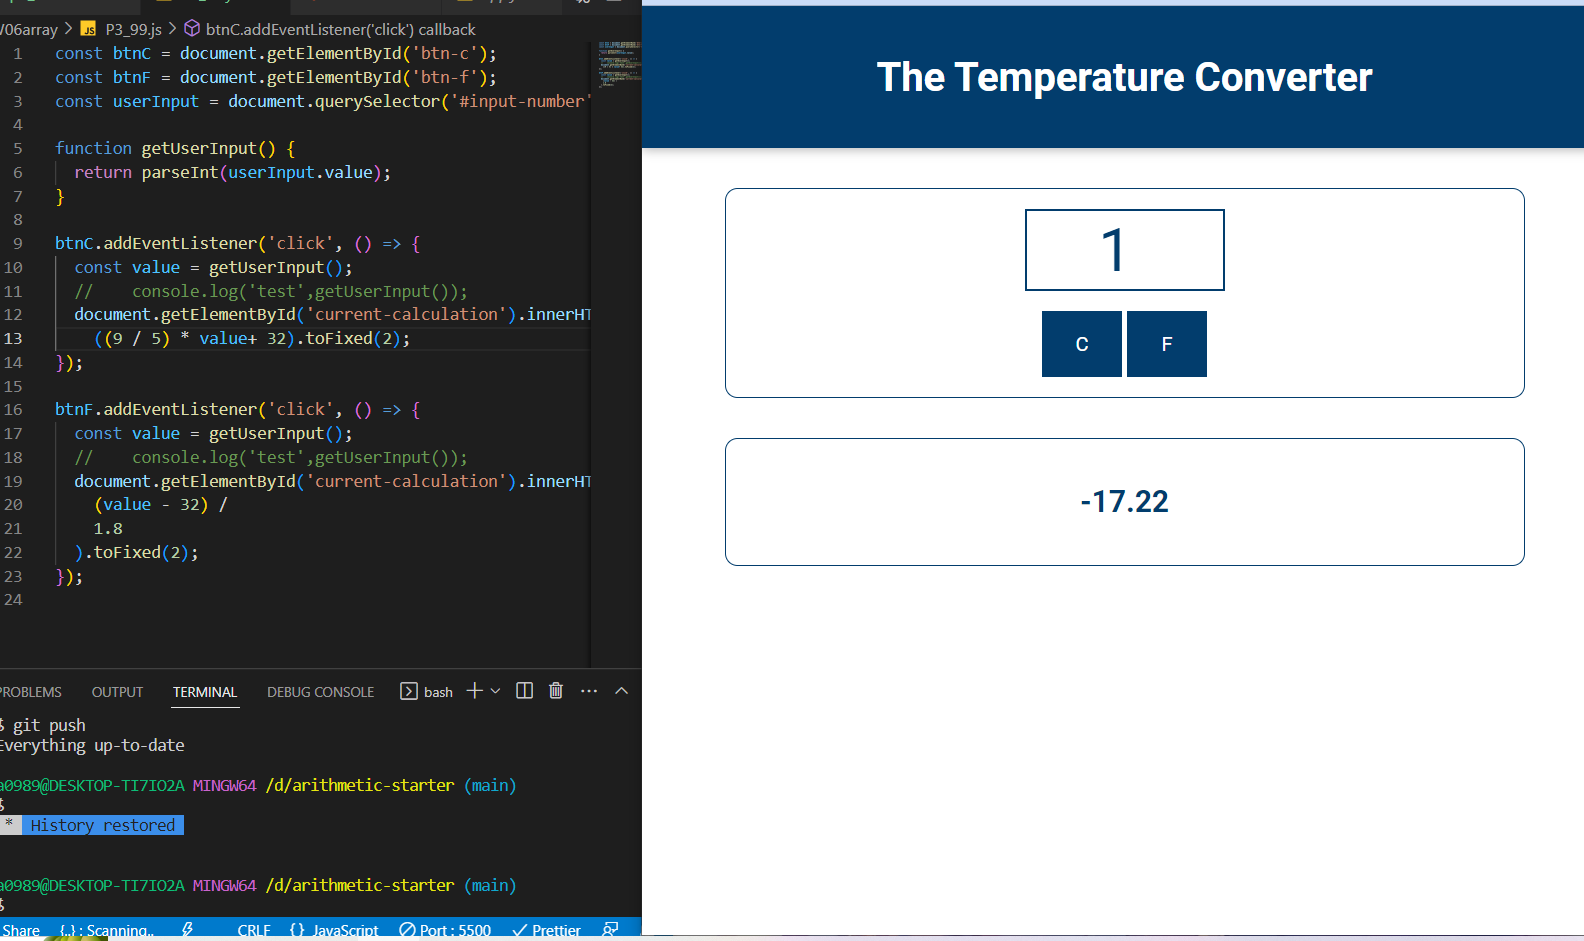 V06array > JS P3_99.js > btnC.addEventListener('click') callback
1 const btnC = document.getElementById('btn-c');
2 const btnF = document.getElementById('btn-f');
3 const userInput = document.querySelector('#input-number'
4
5 function getUserInput() {
6 return parseInt(userInput.value);
7 }
8
9 btnC.addEventListener('click', () => {
10 const value = getUserInput();
11 //    console.log('test',getUserInput());
12 document.getElementById('current-calculation').innerHT
13 ((9 / 5) * value+ 32).toFixed(2);
14 });
15
16 btnF.addEventListener('click', () => {
17 const value = getUserInput();
18 //    console.log('test',getUserInput());
19 document.getElementById('current-calculation').innerHT
20 (value - 32) /
21 1.8
22 ).toFixed(2);
23 });
24
PROBLEMS OUTPUT TERMINAL DEBUG CONSOLE bash
$ git push
Everything up-to-date
a0989@DESKTOP-TI7IO2A MINGW64 /d/arithmetic-starter (main)
$
* History restored
a0989@DESKTOP-TI7IO2A MINGW64 /d/arithmetic-starter (main)
$
Share {..} : Scanning.. CRLF {} JavaScript Port : 5500 Prettier
The Temperature Converter
1
C F
-17.22